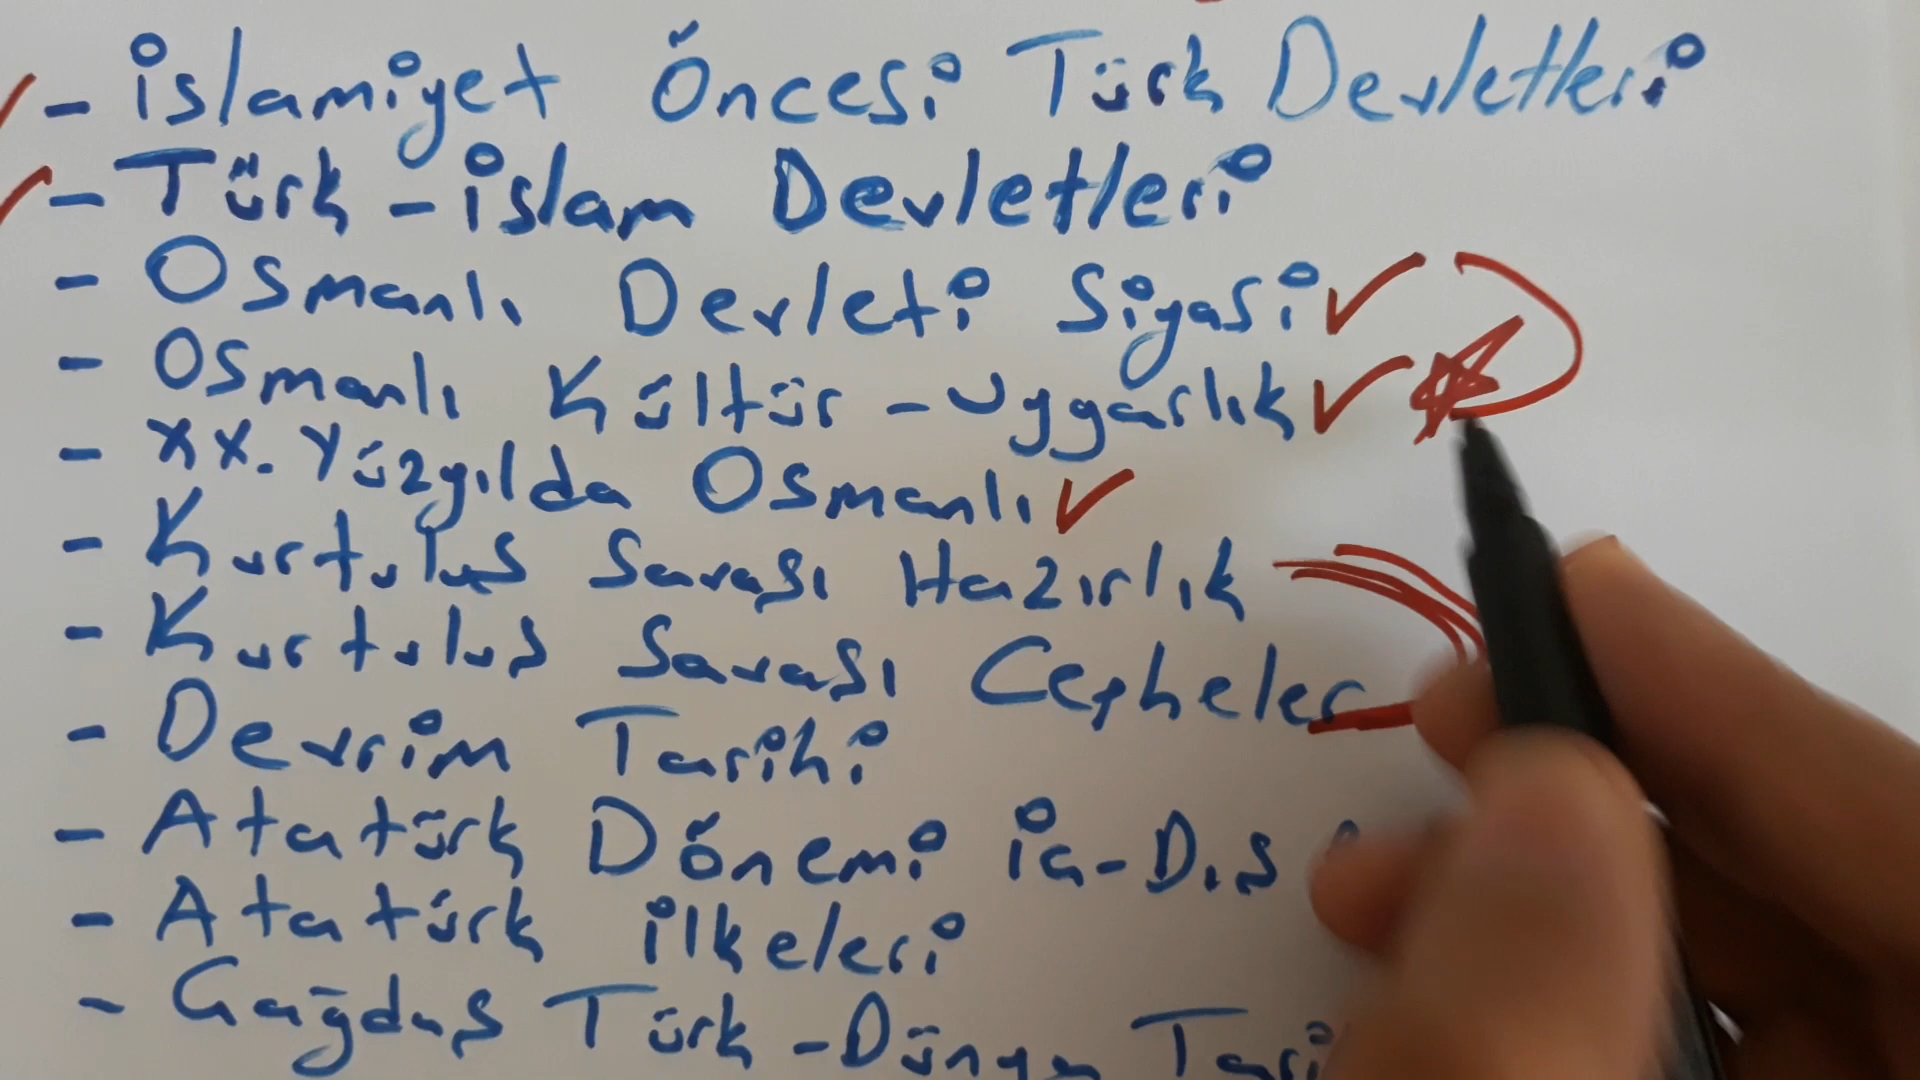 - İslamiyet Öncesi Türk Devletleri
- Türk - İslam Devletleri
- Osmanlı Devleti Siyasi
- Osmanlı Kültür - Uygarlık
- XX. Yüzyılda Osmanlı
- Kurtuluş Savaşı Hazırlık
- Kurtuluş Savaşı Cepheler
- Devrim Tarihi
- Atatürk Dönemi İç - Dış
- Atatürk İlkeleri
- Çağdaş Türk - Dünya